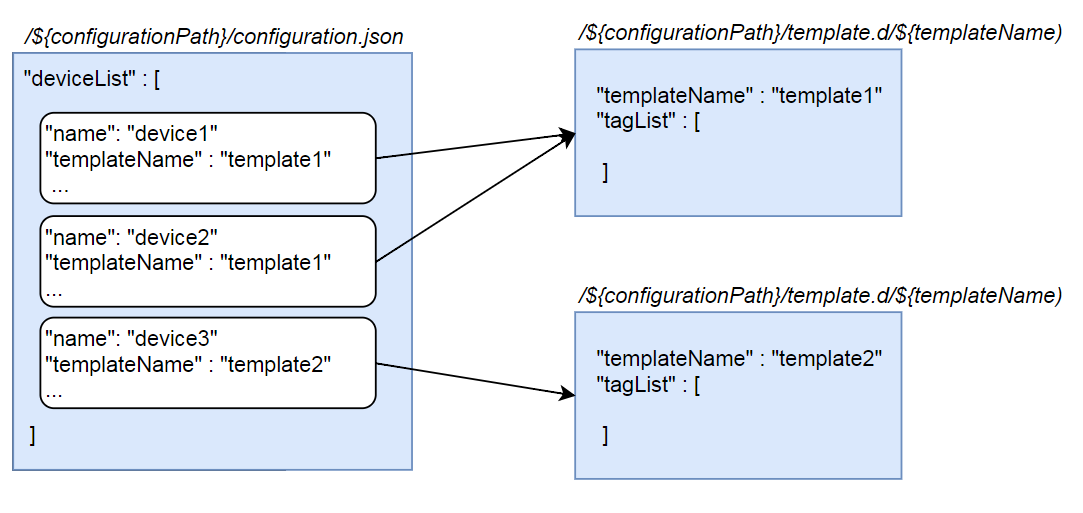 /${configurationPath}/configuration.json
"deviceList" : [
"name": "device1"
"templateName" : "template1"
...
"name": "device2"
"templateName" : "template1"
...
"name": "device3"
"templateName" : "template2"
...
]
/${configurationPath}/template.d/${templateName)
"templateName" : "template1"
"tagList" : [
]
/${configurationPath}/template.d/${templateName)
"templateName" : "template2"
"tagList" : [
]